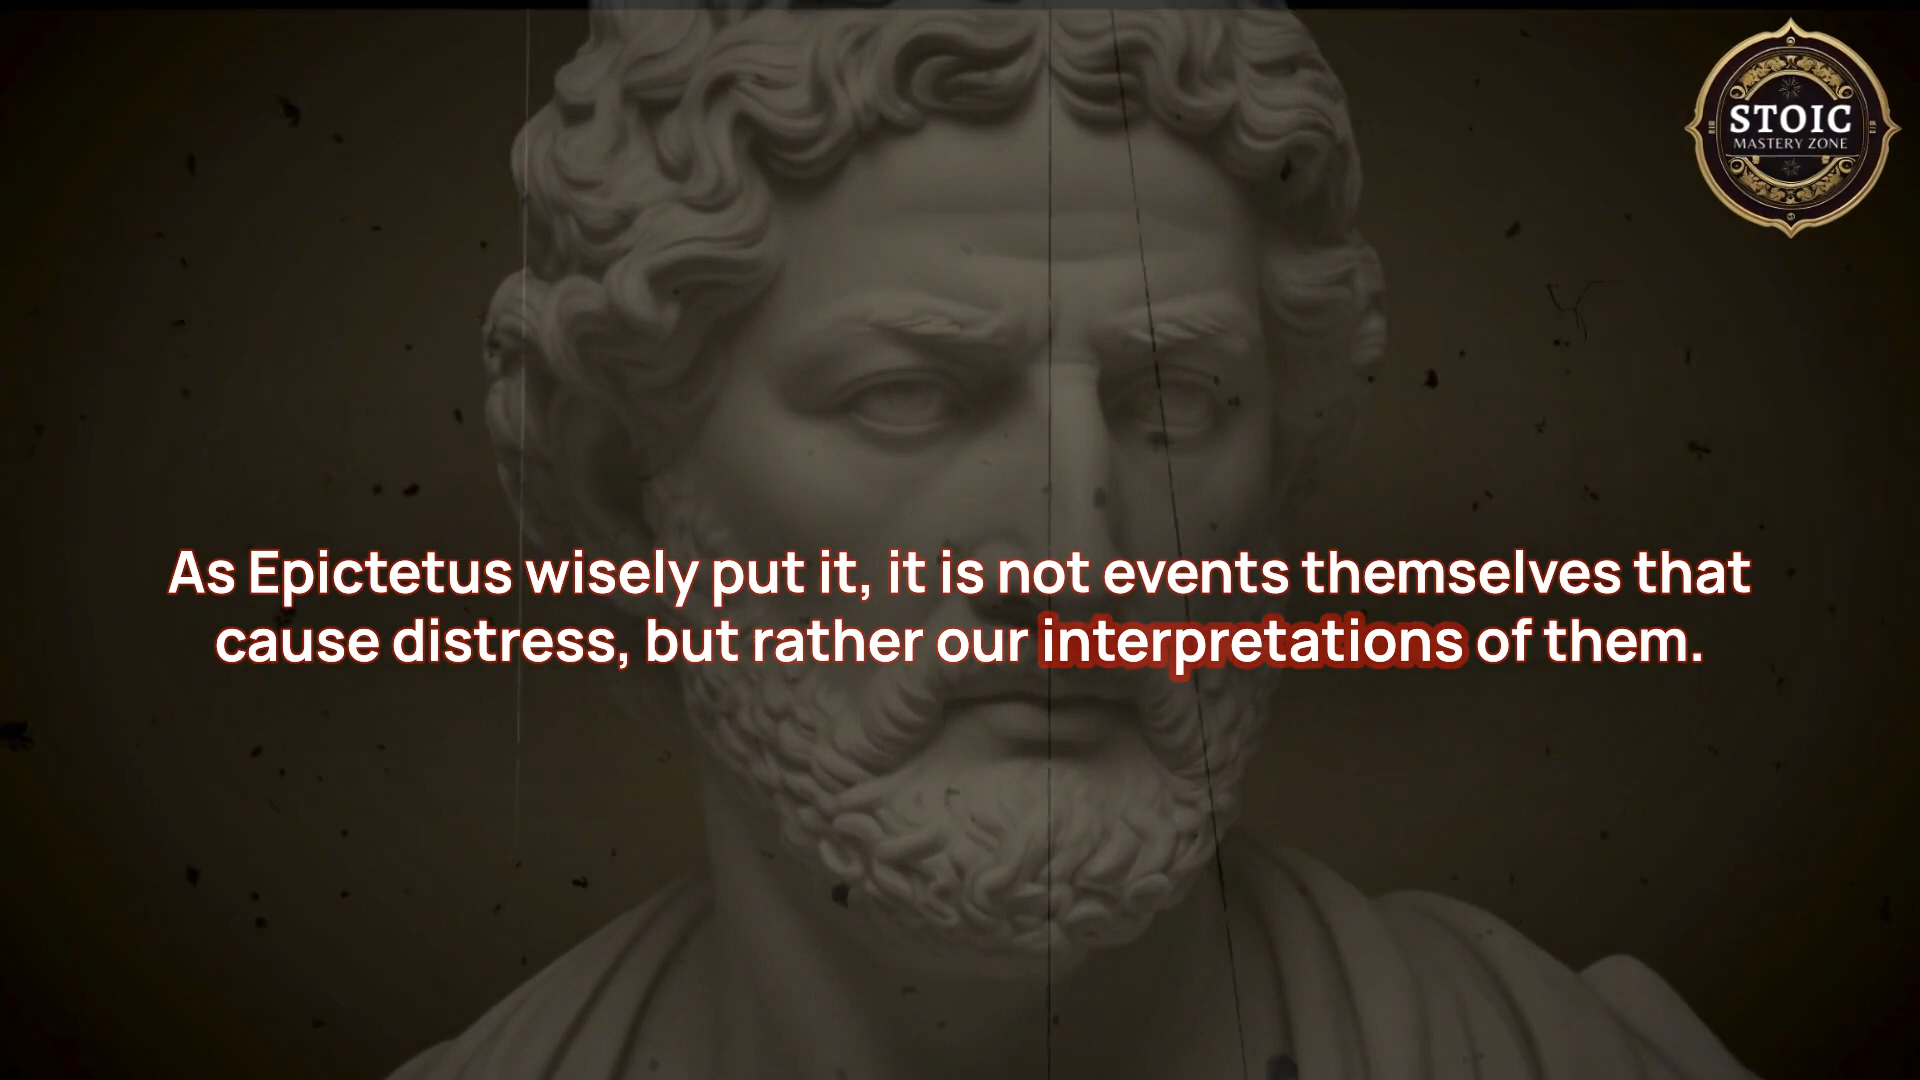 STOIC
MASTERY ZONE
As Epictetus wisely put it, it is not events themselves that
cause distress, but rather our interpretations of them.